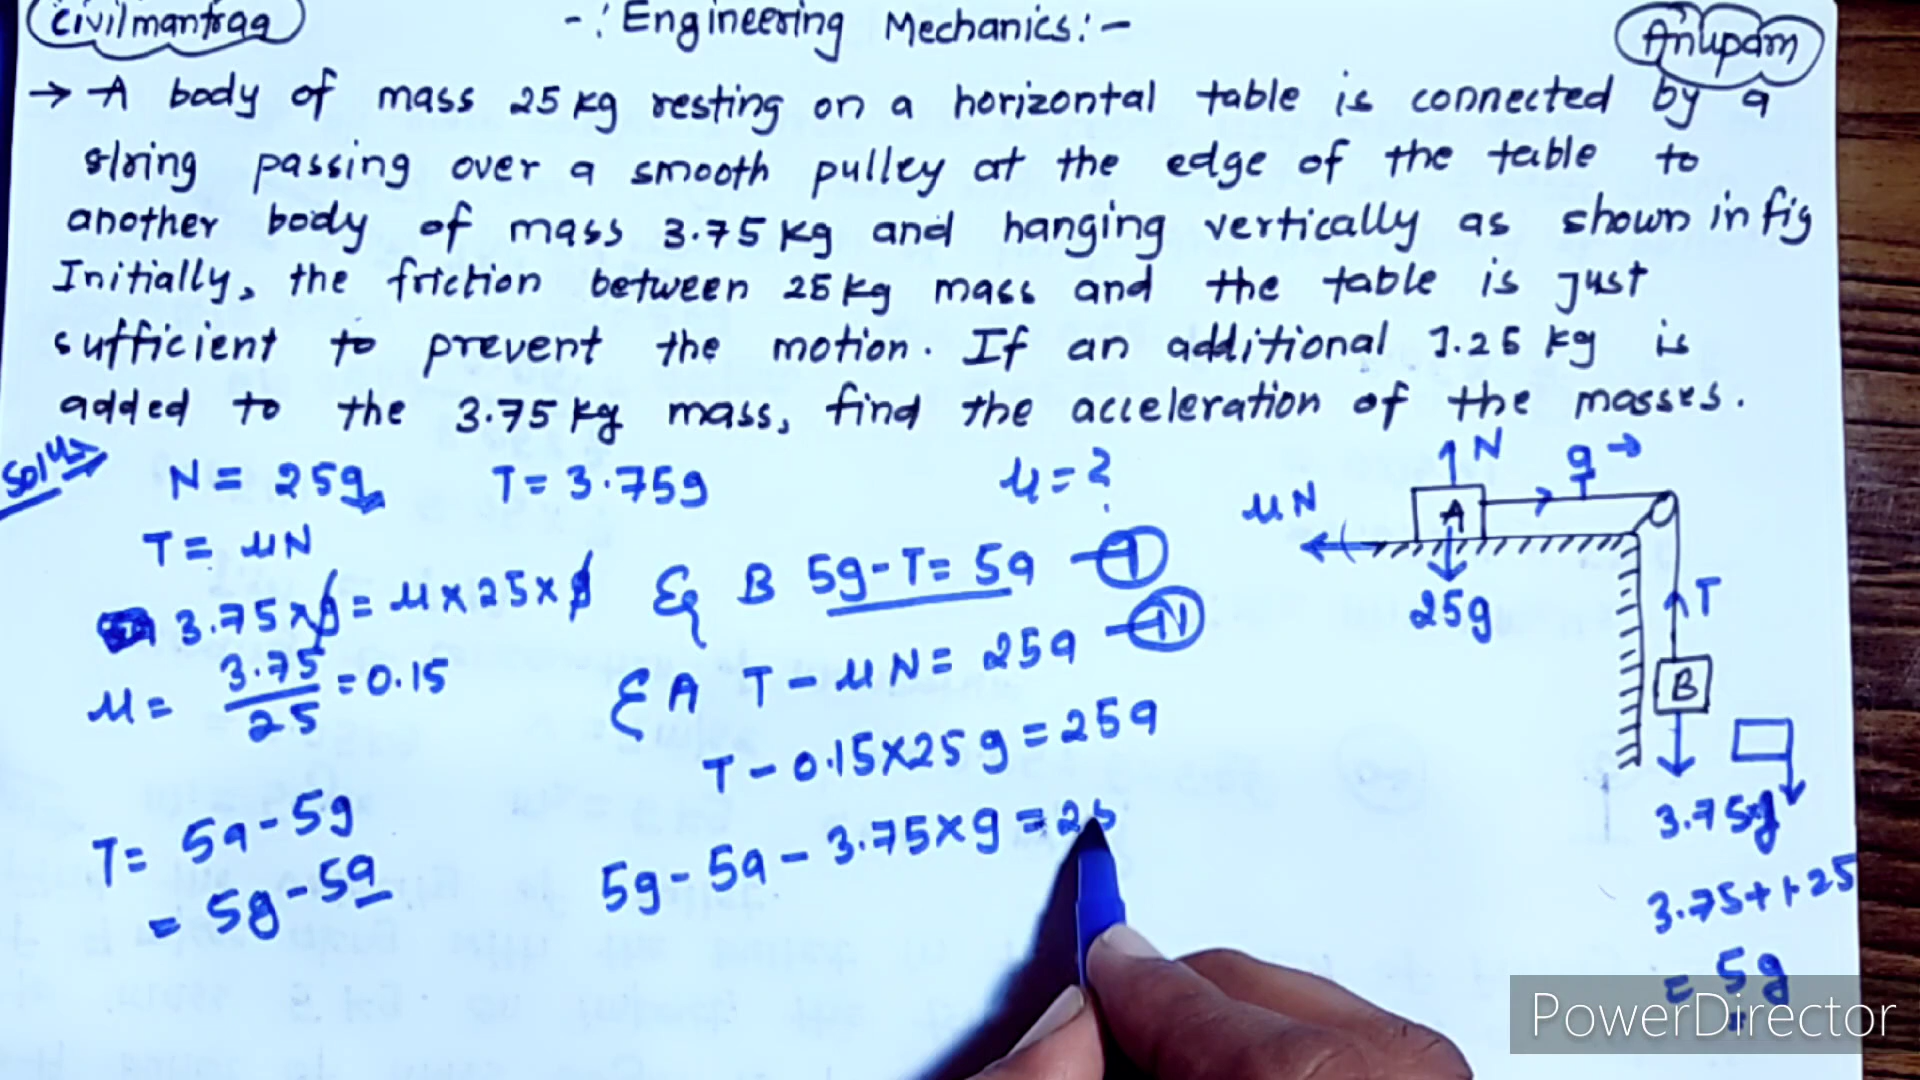 Civilmantraa
-: Engineering Mechanics:-
Anupam
→ A body of mass 25 kg resting on a horizontal table is connected by a
string passing over a smooth pulley at the edge of the table to
another body of mass 3.75 kg and hanging vertically as shown in fig
Initially, the friction between 25 kg mass and the table is just
sufficient to prevent the motion. If an additional 1.25 kg is
added to the 3.75 kg mass, find the acceleration of the masses.
Solu⇒
N = 25g
T = 3.75g
μ = ?
T = μN
3.75×g = μ×25×g
μ = 3.75/25 = 0.15
T = 5a-5g
= 5g-5a
B 5g-T = 5a — I
A T-μN = 25a — II
T-0.15×25g = 25a
5g-5a-3.75×g = 25
N
a →
μN
A
T
25g
T
B
3.75g
3.75+1.25
= 5g
PowerDirector